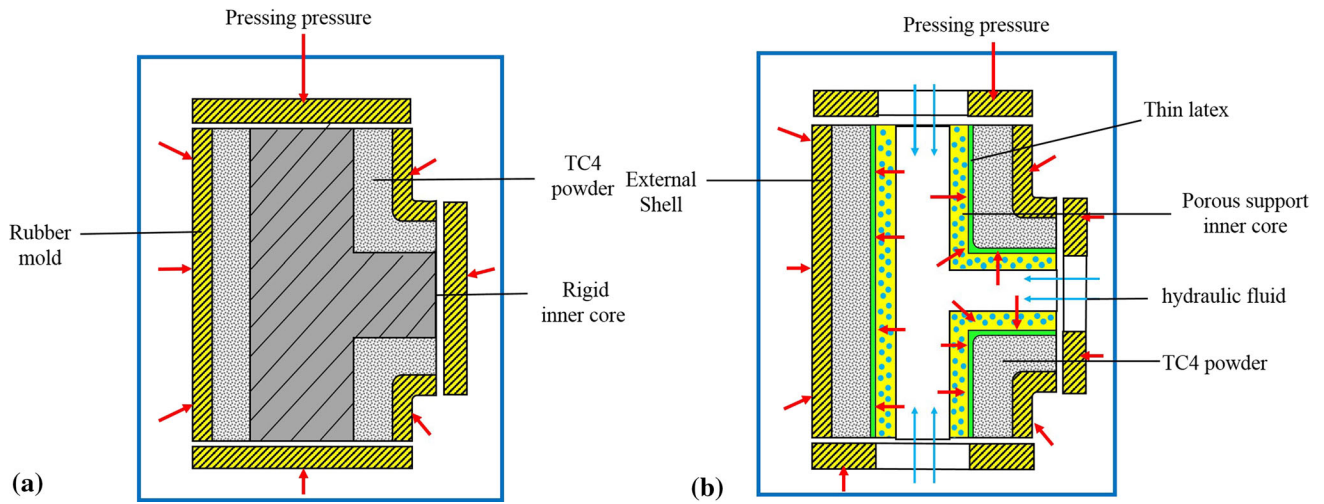 Pressing pressure
TC4
powder
Rubber
mold
Rigid
inner core
(a)
Pressing pressure
Thin latex
External
Shell
Porous support
inner core
hydraulic fluid
TC4 powder
(b)